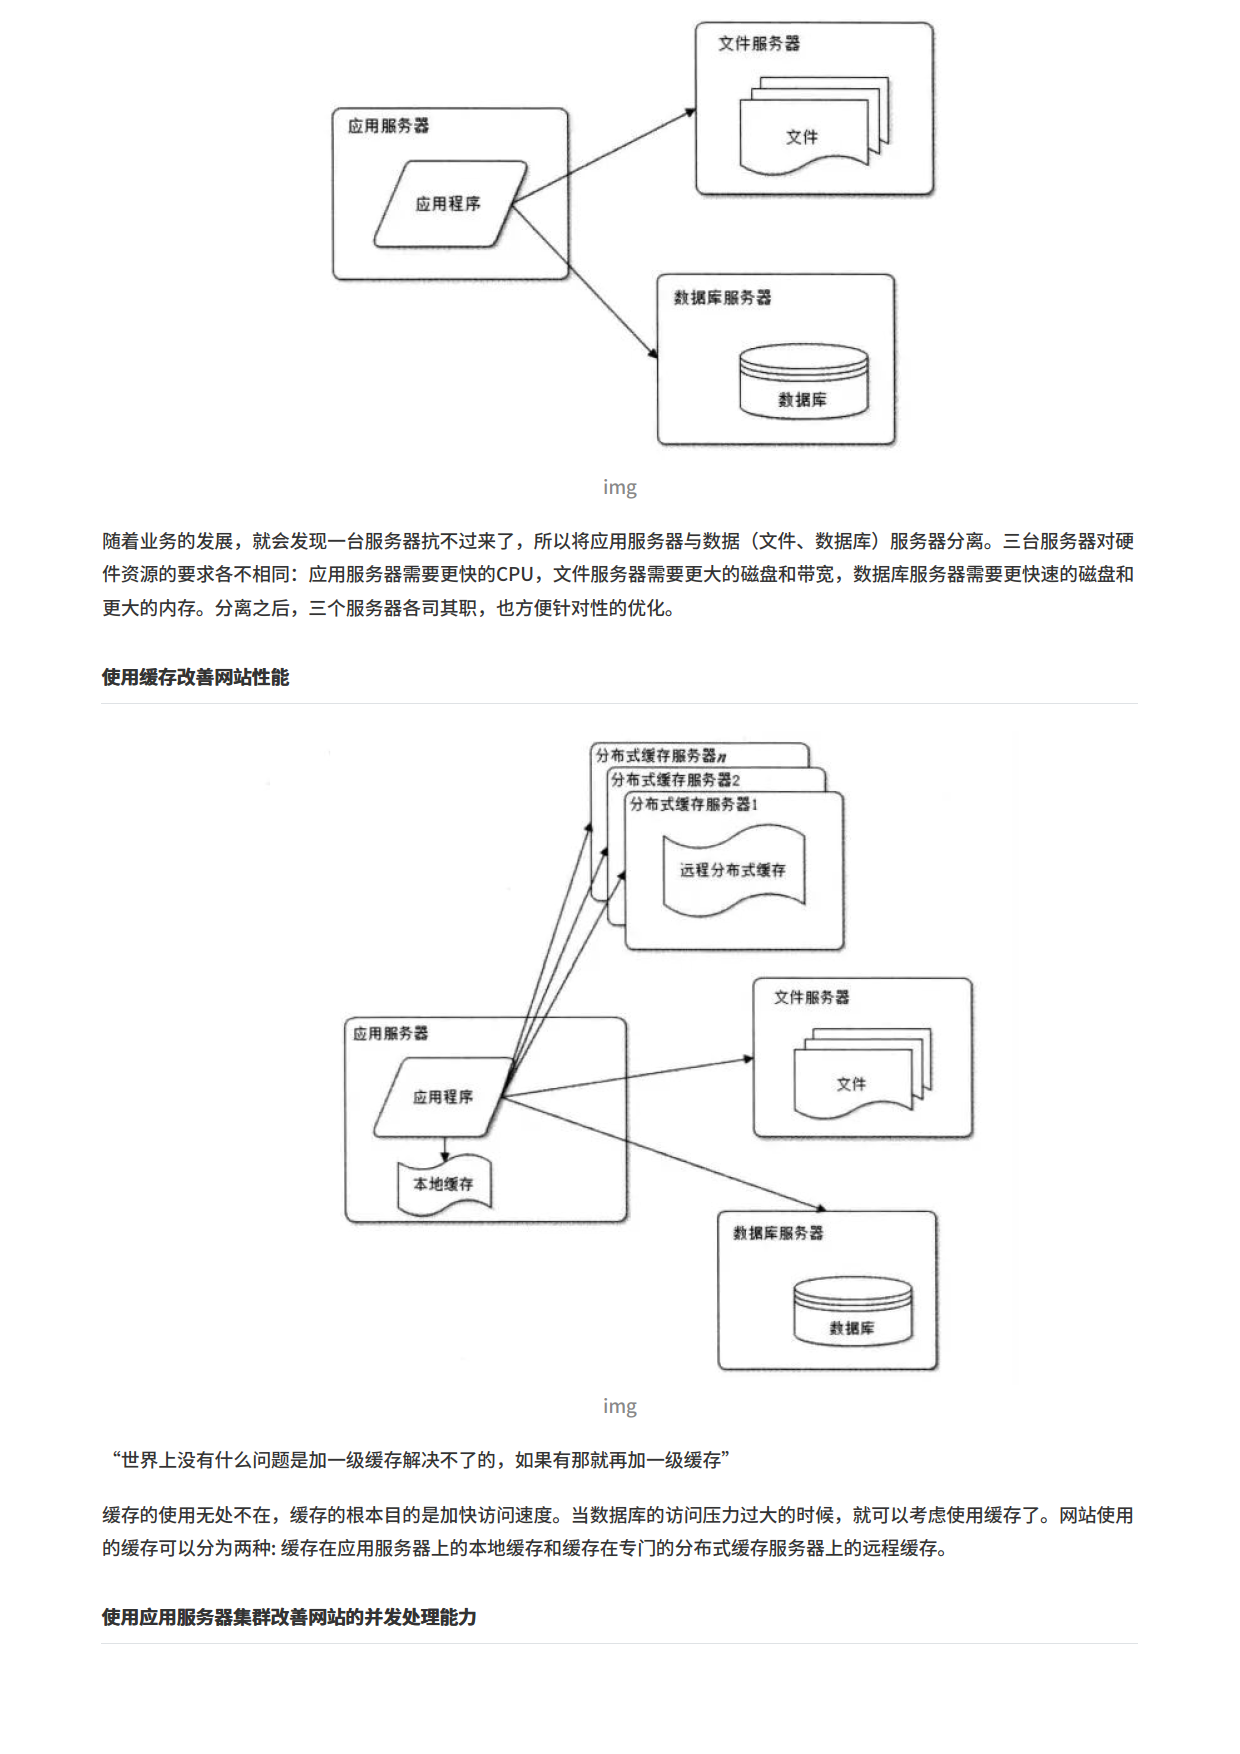 文件服务器
文件
应用服务器
应用程序
数据库服务器
数据库
img
随着业务的发展，就会发现一台服务器抗不过来了，所以将应用服务器与数据（文件、数据库）服务器分离。三台服务器对硬
件资源的要求各不相同：应用服务器需要更快的CPU，文件服务器需要更大的磁盘和带宽，数据库服务器需要更快速的磁盘和
更大的内存。分离之后，三个服务器各司其职，也方便针对性的优化。
使用缓存改善网站性能
分布式缓存服务器n
分布式缓存服务器2
分布式缓存服务器1
远程分布式缓存
文件服务器
文件
应用服务器
应用程序
本地缓存
数据库服务器
数据库
img
“世界上没有什么问题是加一级缓存解决不了的，如果有那就再加一级缓存”
缓存的使用无处不在，缓存的根本目的是加快访问速度。当数据库的访问压力过大的时候，就可以考虑使用缓存了。网站使用
的缓存可以分为两种: 缓存在应用服务器上的本地缓存和缓存在专门的分布式缓存服务器上的远程缓存。
使用应用服务器集群改善网站的并发处理能力